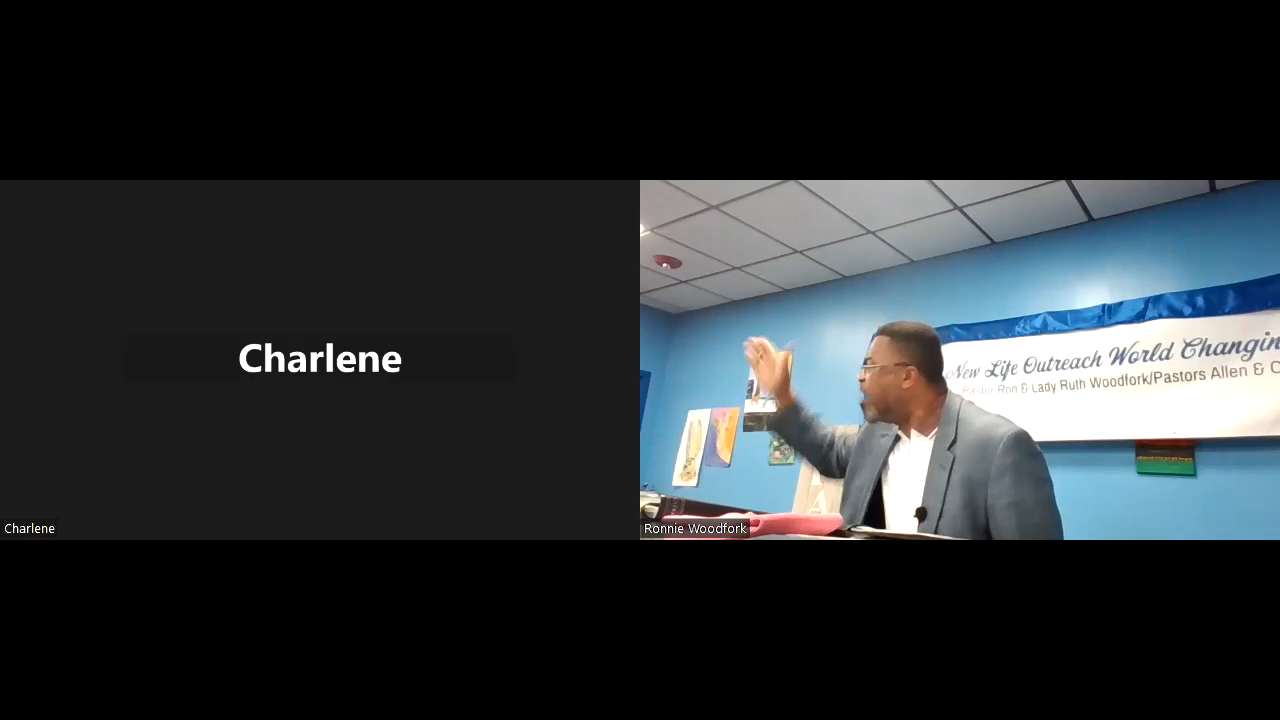 Charlene
Charlene
New Life Outreach World Changin
Pastor Ron & Lady Ruth Woodfork/Pastors Allen & C
Ronnie Woodfork